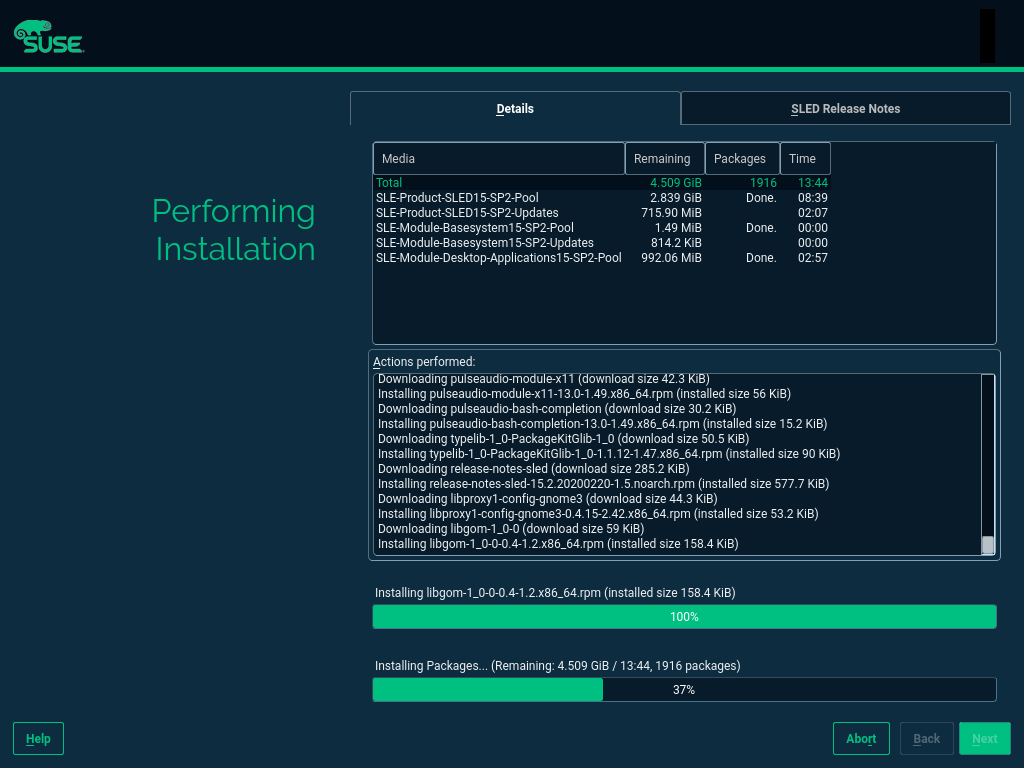 SUSE
Details
SLED Release Notes
Performing
Installation
Media Remaining Packages Time
Total 4.509 GiB 1916 13:44
SLE-Product-SLED15-SP2-Pool 2.839 GiB Done. 08:39
SLE-Product-SLED15-SP2-Updates 715.90 MiB 02:07
SLE-Module-Basesystem15-SP2-Pool 1.49 MiB Done. 00:00
SLE-Module-Basesystem15-SP2-Updates 814.2 KiB 00:00
SLE-Module-Desktop-Applications15-SP2-Pool 992.06 MiB Done. 02:57
Actions performed:
Downloading pulseaudio-module-x11 (download size 42.3 KiB)
Installing pulseaudio-module-x11-13.0-1.49.x86_64.rpm (installed size 56 KiB)
Downloading pulseaudio-bash-completion (download size 30.2 KiB)
Installing pulseaudio-bash-completion-13.0-1.49.x86_64.rpm (installed size 15.2 KiB)
Downloading typelib-1_0-PackageKitGlib-1_0 (download size 50.5 KiB)
Installing typelib-1_0-PackageKitGlib-1_0-1.1.12-1.47.x86_64.rpm (installed size 90 KiB)
Downloading release-notes-sled (download size 285.2 KiB)
Installing release-notes-sled-15.2.20200220-1.5.noarch.rpm (installed size 577.7 KiB)
Downloading libproxy1-config-gnome3 (download size 44.3 KiB)
Installing libproxy1-config-gnome3-0.4.15-2.42.x86_64.rpm (installed size 53.2 KiB)
Downloading libgom-1_0-0 (download size 59 KiB)
Installing libgom-1_0-0-0.4-1.2.x86_64.rpm (installed size 158.4 KiB)
Installing libgom-1_0-0-0.4-1.2.x86_64.rpm (installed size 158.4 KiB)
100%
Installing Packages... (Remaining: 4.509 GiB / 13:44, 1916 packages)
37%
Help
Abort
Back
Next